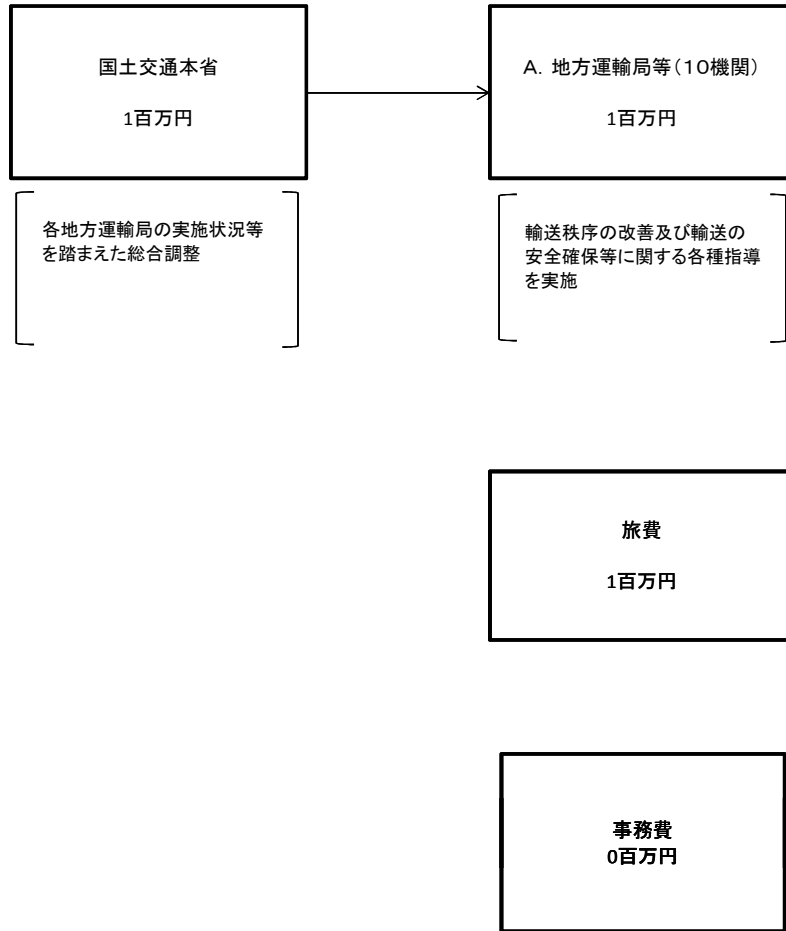 国土交通本省
1百万円
A. 地方運輸局等(10機関)
1百万円
各地方運輸局の実施状況等
を踏まえた総合調整
輸送秩序の改善及び輸送の
安全確保等に関する各種指導
を実施
旅費
1百万円
事務費
0百万円